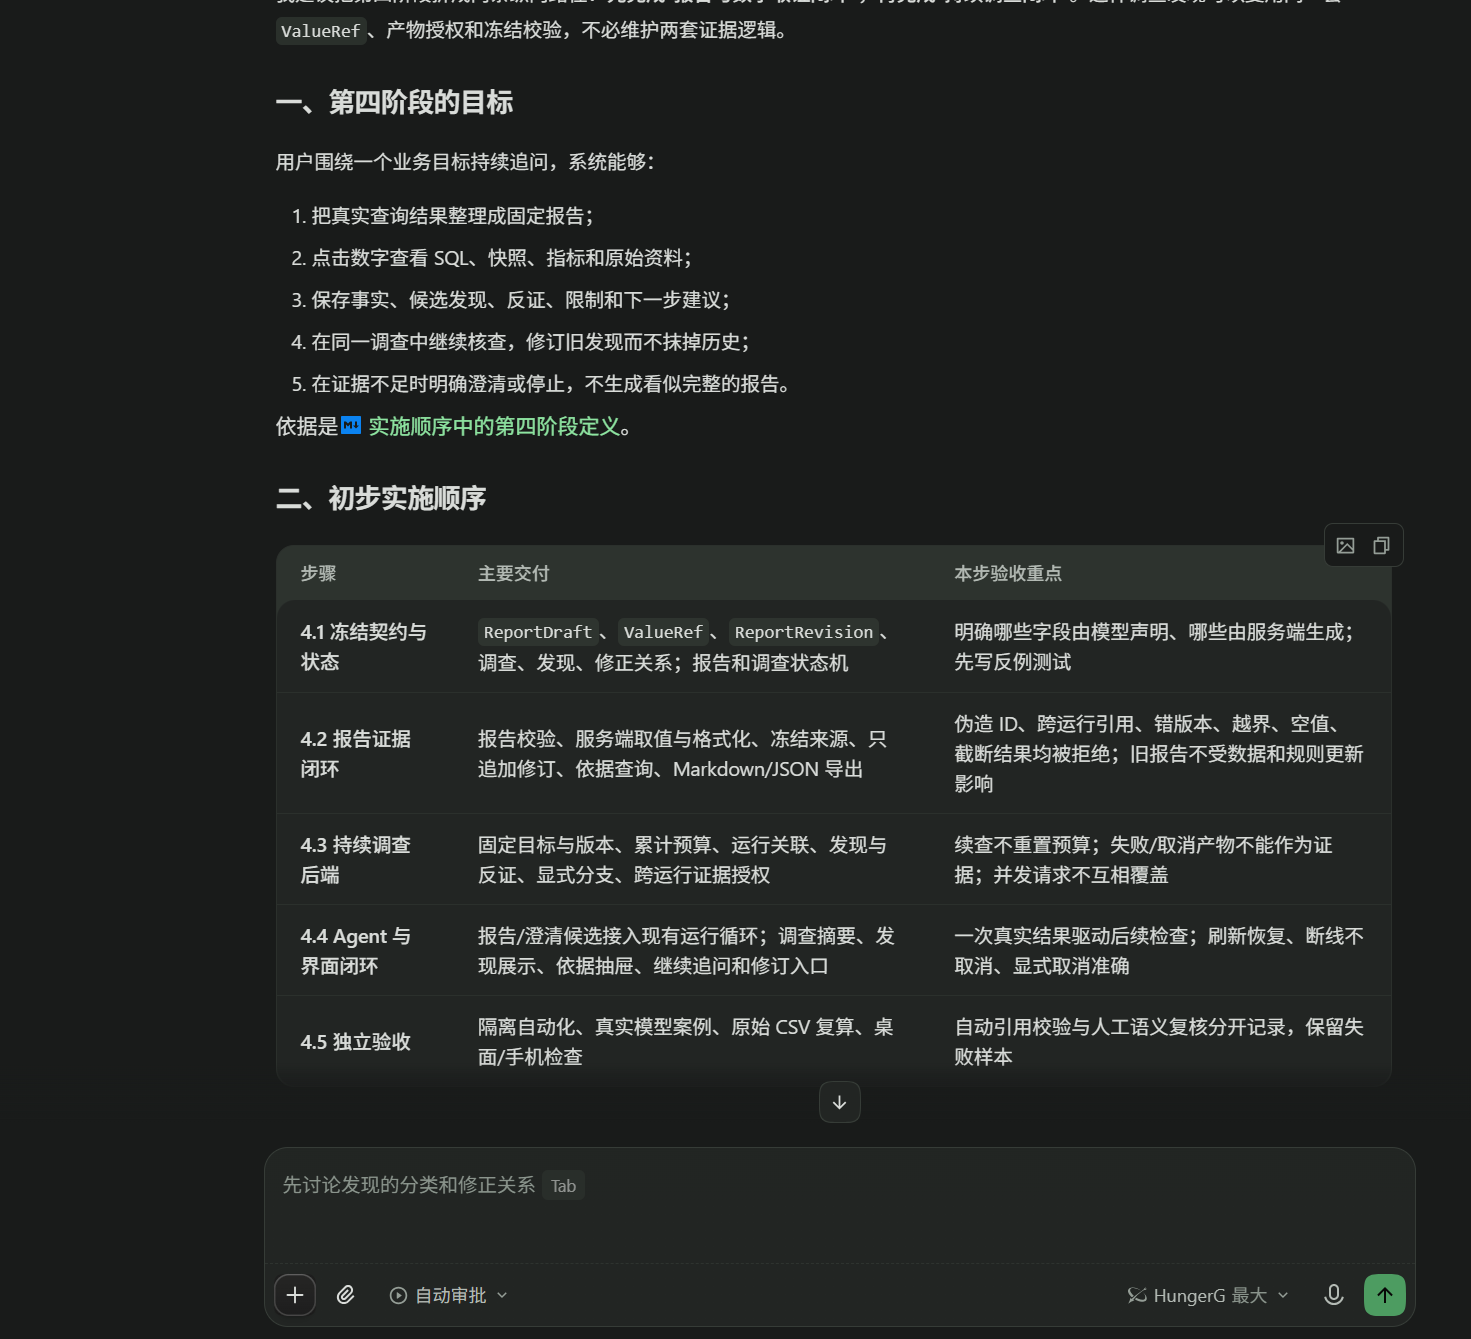 ValueRef、产物授权和冻结校验，不必维护两套证据逻辑。
一、第四阶段的目标
用户围绕一个业务目标持续追问，系统能够：
1. 把真实查询结果整理成固定报告；
2. 点击数字查看 SQL、快照、指标和原始资料；
3. 保存事实、候选发现、反证、限制和下一步建议；
4. 在同一调查中继续核查，修订旧发现而不抹掉历史；
5. 在证据不足时明确澄清或停止，不生成看似完整的报告。
依据是 M↓ 实施顺序中的第四阶段定义。
二、初步实施顺序
步骤 主要交付 本步验收重点
4.1 冻结契约与
状态
ReportDraft、ValueRef、ReportRevision、
调查、发现、修正关系；报告和调查状态机
明确哪些字段由模型声明、哪些由服务端生成；
先写反例测试
4.2 报告证据
闭环
报告校验、服务端取值与格式化、冻结来源、只
追加修订、依据查询、Markdown/JSON 导出
伪造 ID、跨运行引用、错版本、越界、空值、
截断结果均被拒绝；旧报告不受数据和规则更新
影响
4.3 持续调查
后端
固定目标与版本、累计预算、运行关联、发现与
反证、显式分支、跨运行证据授权
续查不重置预算；失败/取消产物不能作为证
据；并发请求不互相覆盖
4.4 Agent 与
界面闭环
报告/澄清候选接入现有运行循环；调查摘要、发
现展示、依据抽屉、继续追问和修订入口
一次真实结果驱动后续检查；刷新恢复、断线不
取消、显式取消准确
4.5 独立验收
隔离自动化、真实模型案例、原始 CSV 复算、桌
面/手机检查
自动引用校验与人工语义复核分开记录，保留失
败样本
先讨论发现的分类和修正关系 Tab
自动审批
HungerG 最大